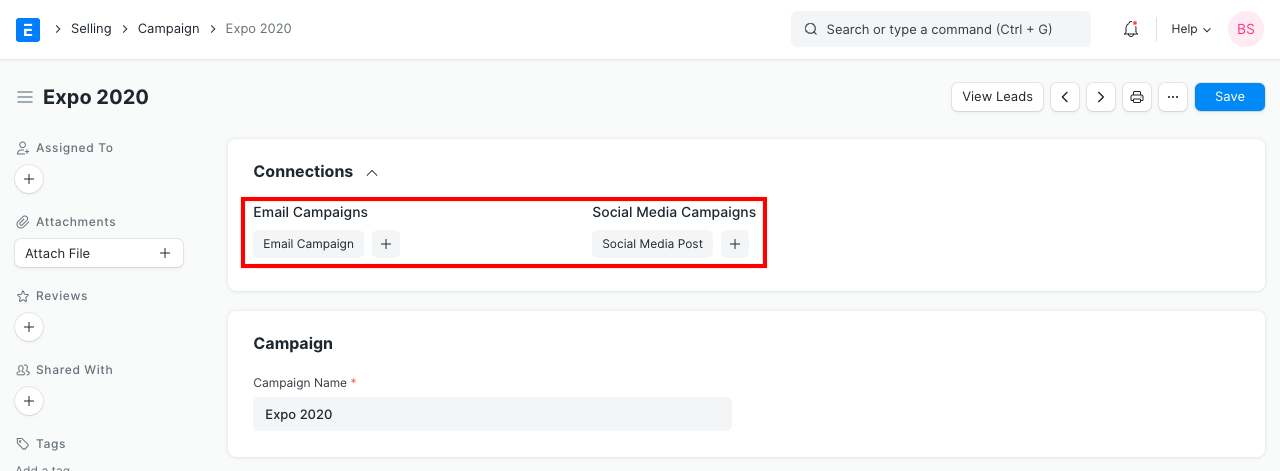 E
Selling
Campaign
Expo 2020
Search or type a command (Ctrl + G)
Help
BS
Expo 2020
View Leads
...
Save
Assigned To
Attachments
Attach File
Reviews
Shared With
Tags
Add a tag
Connections
Email Campaigns
Email Campaign
Social Media Campaigns
Social Media Post
Campaign
Campaign Name *
Expo 2020